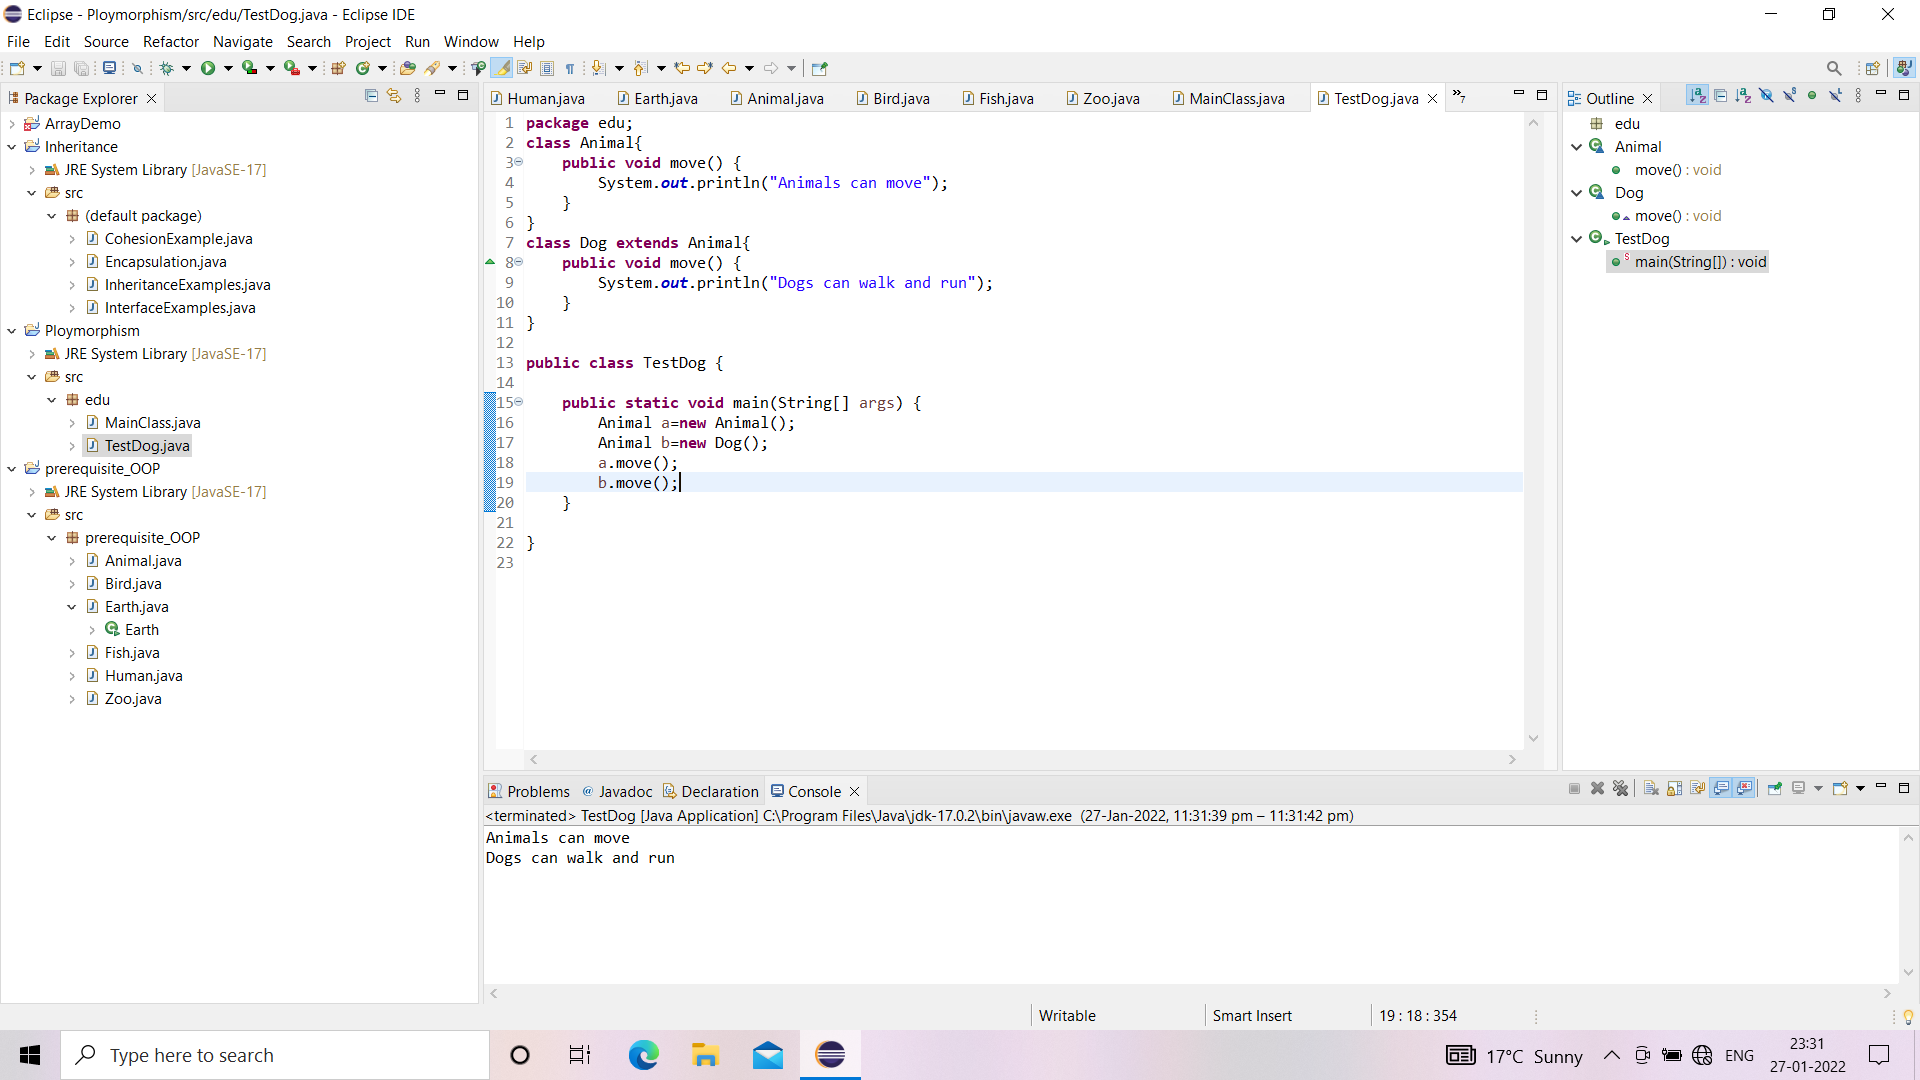 Eclipse - Ploymorphism/src/edu/TestDog.java - Eclipse IDE
File Edit Source Refactor Navigate Search Project Run Window Help
Package Explorer
ArrayDemo
Inheritance
JRE System Library [JavaSE-17]
src
(default package)
CohesionExample.java
Encapsulation.java
InheritanceExamples.java
InterfaceExamples.java
Ploymorphism
JRE System Library [JavaSE-17]
src
edu
MainClass.java
TestDog.java
prerequisite_OOP
JRE System Library [JavaSE-17]
src
prerequisite_OOP
Animal.java
Bird.java
Earth.java
Earth
Fish.java
Human.java
Zoo.java
Human.java Earth.java Animal.java Bird.java Fish.java Zoo.java MainClass.java TestDog.java »7
1 package edu;
2 class Animal{
3 public void move() {
4 System.out.println("Animals can move");
5 }
6 }
7 class Dog extends Animal{
8 public void move() {
9 System.out.println("Dogs can walk and run");
10 }
11 }
12
13 public class TestDog {
14
15 public static void main(String[] args) {
16 Animal a=new Animal();
17 Animal b=new Dog();
18 a.move();
19 b.move();
20 }
21
22 }
23
Outline
edu
Animal
move() : void
Dog
move() : void
TestDog
main(String[]) : void
Problems @ Javadoc Declaration Console
<terminated> TestDog [Java Application] C:\Program Files\Java\jdk-17.0.2\bin\javaw.exe (27-Jan-2022, 11:31:39 pm – 11:31:42 pm)
Animals can move
Dogs can walk and run
Writable Smart Insert 19 : 18 : 354
Type here to search
17°C Sunny ENG
23:31
27-01-2022